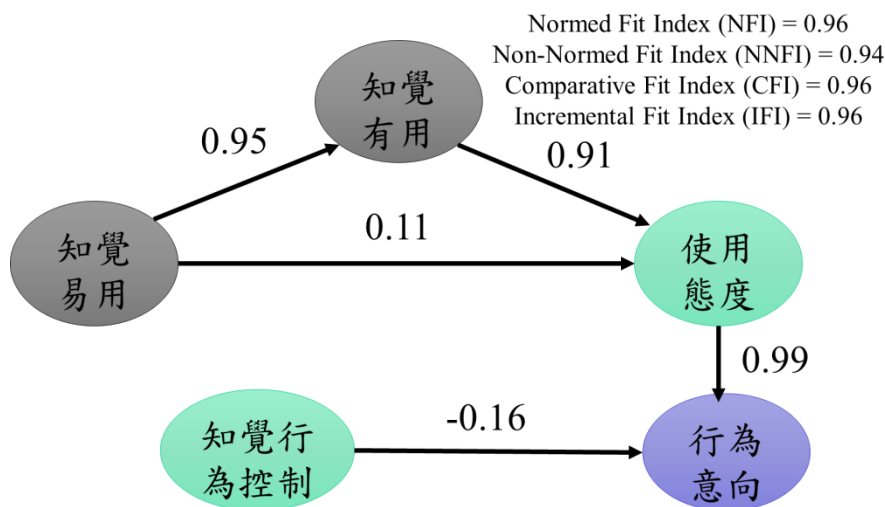 Normed Fit Index (NFI) = 0.96
Non-Normed Fit Index (NNFI) = 0.94
Comparative Fit Index (CFI) = 0.96
Incremental Fit Index (IFI) = 0.96
知覺
有用
0.95
0.91
知覺
易用
0.11
使用
態度
0.99
知覺行
為控制
-0.16
行為
意向